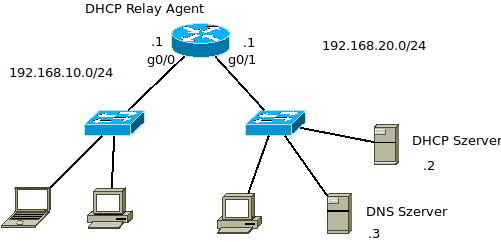 DHCP Relay Agent
.1
.1
g0/0
g0/1
192.168.20.0/24
192.168.10.0/24
DHCP Szerver
.2
DNS Szerver
.3